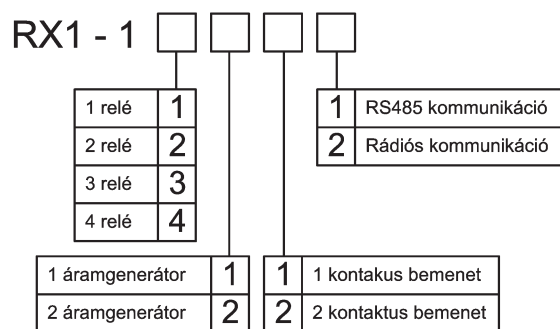 RX1 - 1
1 relé 1
2 relé 2
3 relé 3
4 relé 4
1 RS485 kommunikáció
2 Rádiós kommunikáció
1 áramgenerátor 1
2 áramgenerátor 2
1 1 kontakus bemenet
2 2 kontaktus bemenet